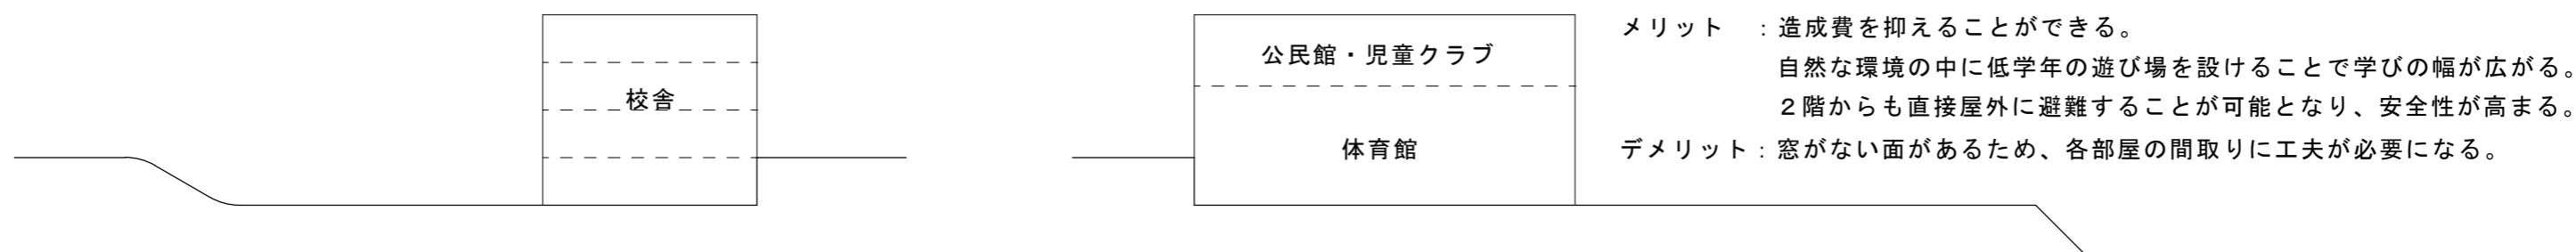 校舎
公民館・児童クラブ
体育館
メリット　：造成費を抑えることができる。
自然な環境の中に低学年の遊び場を設けることで学びの幅が広がる。
２階からも直接屋外に避難することが可能となり、安全性が高まる。
デメリット：窓がない面があるため、各部屋の間取りに工夫が必要になる。